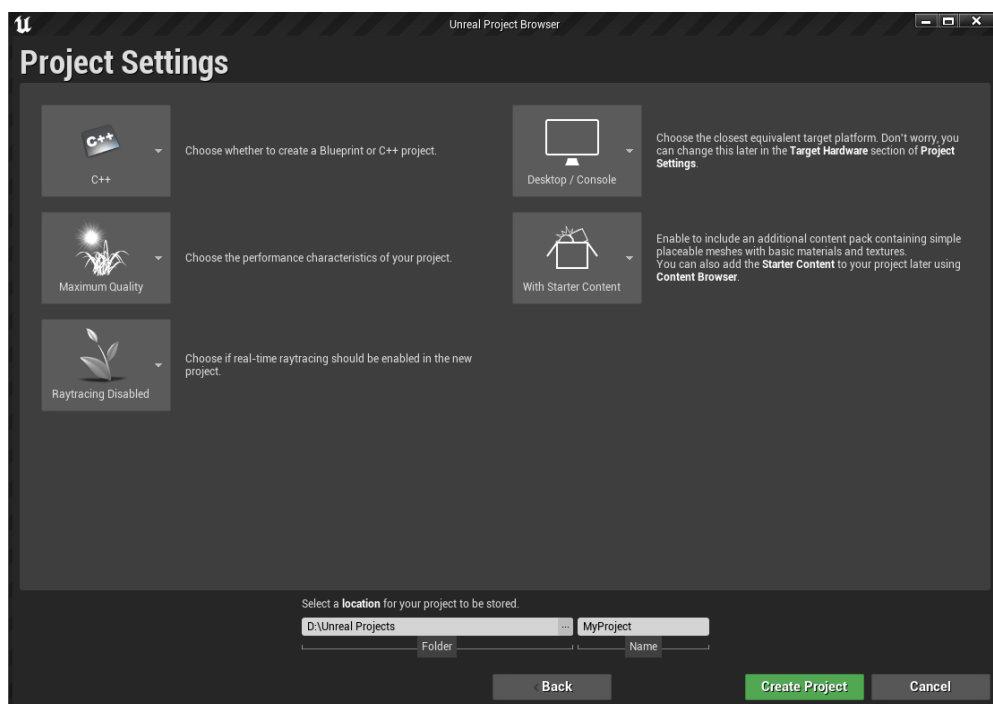 Unreal Project Browser
Project Settings
C++
C++
Choose whether to create a Blueprint or C++ project.
Desktop / Console
Choose the closest equivalent target platform. Don't worry, you
can change this later in the Target Hardware section of Project
Settings.
Maximum Quality
Choose the performance characteristics of your project.
With Starter Content
Enable to include an additional content pack containing simple
placeable meshes with basic materials and textures.
You can also add the Starter Content to your project later using
Content Browser.
Raytracing Disabled
Choose if real-time raytracing should be enabled in the new
project.
Select a location for your project to be stored.
D:\Unreal Projects
...
MyProject
Folder
Name
Back
Create Project
Cancel